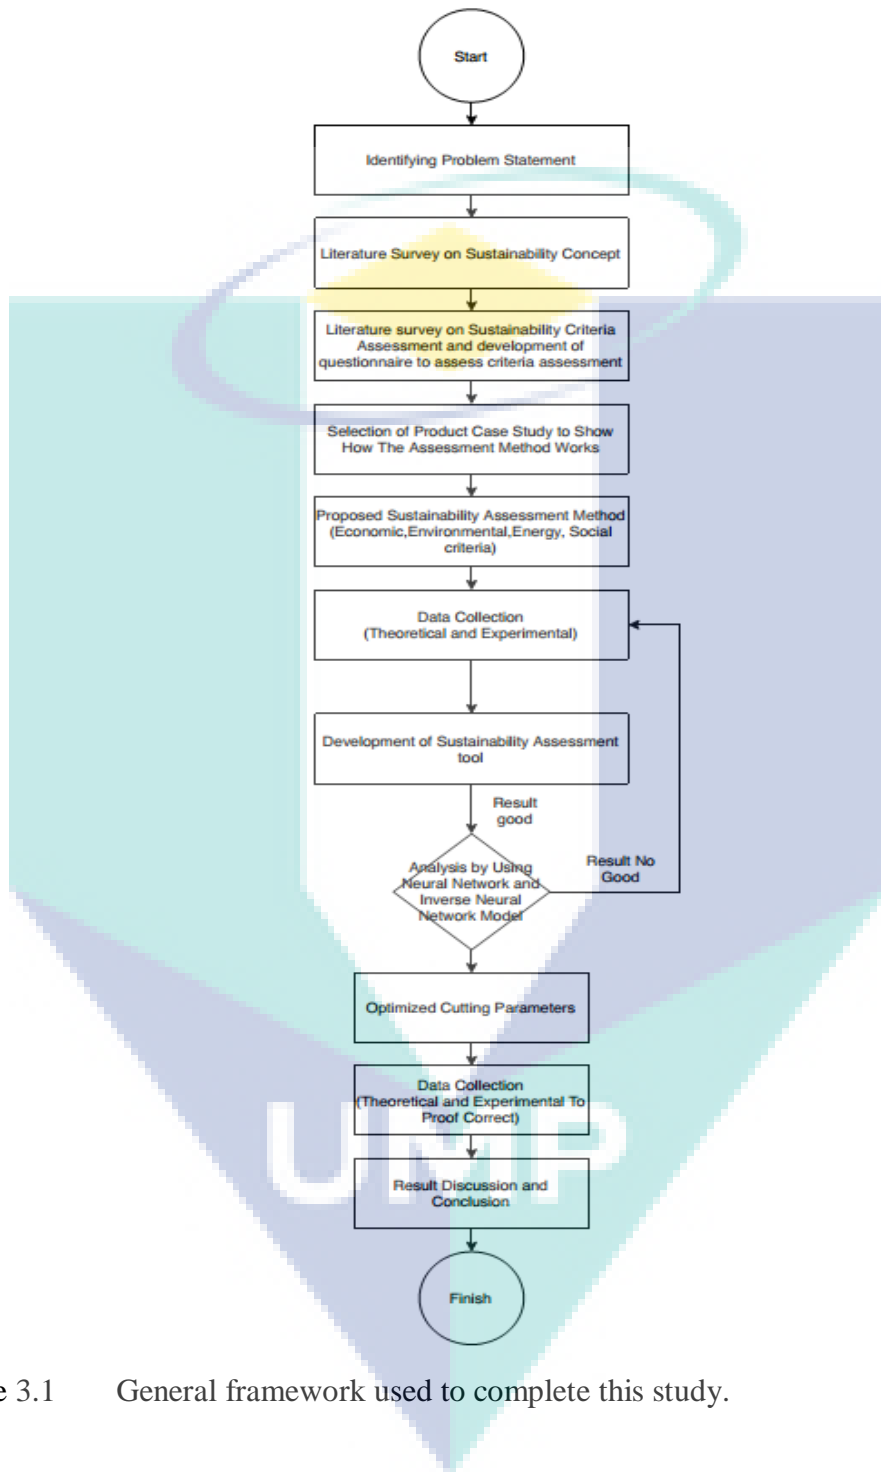 Start
Identifying Problem Statement
Literature Survey on Sustainability Concept
Literature survey on Sustainability Criteria
Assessment and development of
questionnaire to assess criteria assessment
Selection of Product Case Study to Show
How The Assessment Method Works
Proposed Sustainability Assessment Method
(Economic,Environmental,Energy, Social
criteria)
Data Collection
(Theoretical and Experimental)
Development of Sustainability Assessment
tool
Result
good
Analysis by Using
Neural Network and
Inverse Neural
Network Model
Result No
Good
Optimized Cutting Parameters
Data Collection
(Theoretical and Experimental To
Proof Correct)
UMP
Result Discussion and
Conclusion
Finish
e 3.1 General framework used to complete this study.